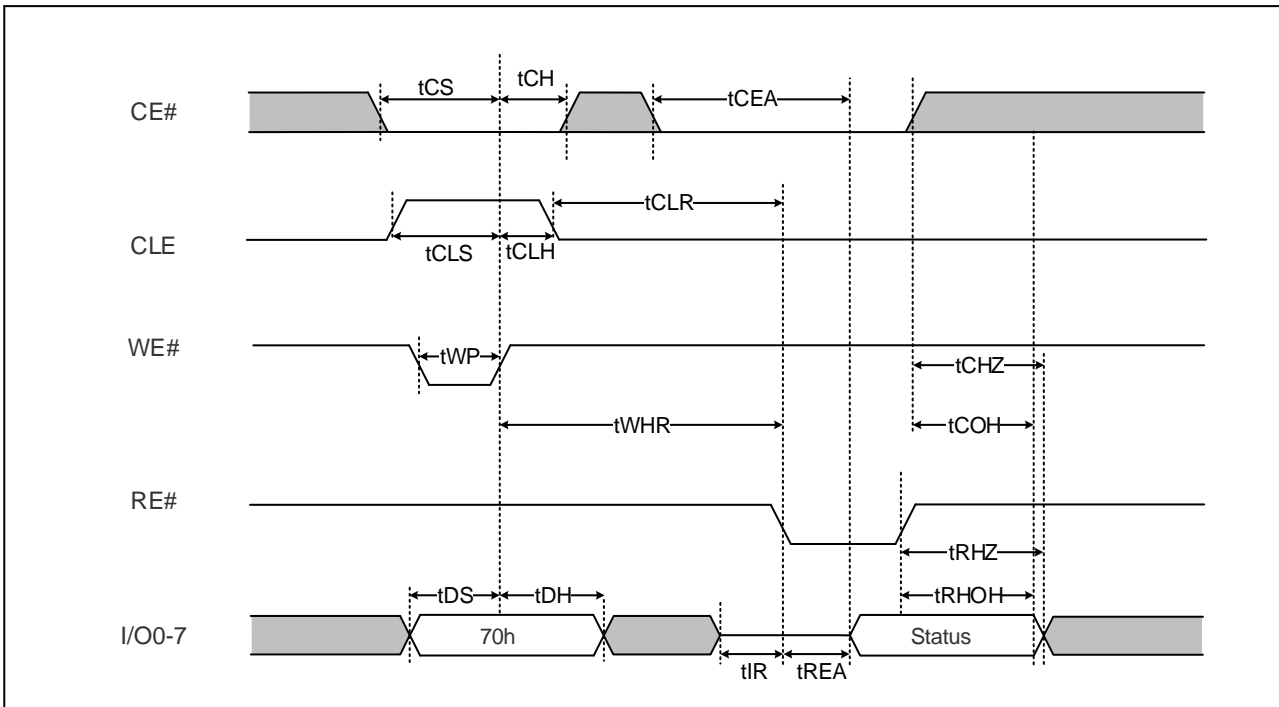 tCS
tCH
tCEA
CE#
tCLR
CLE
tCLS
tCLH
WE#
tWP
tCHZ
tWHR
tCOH
RE#
tRHZ
tDS
tDH
tRHOH
I/O0-7
70h
Status
tIR
tREA